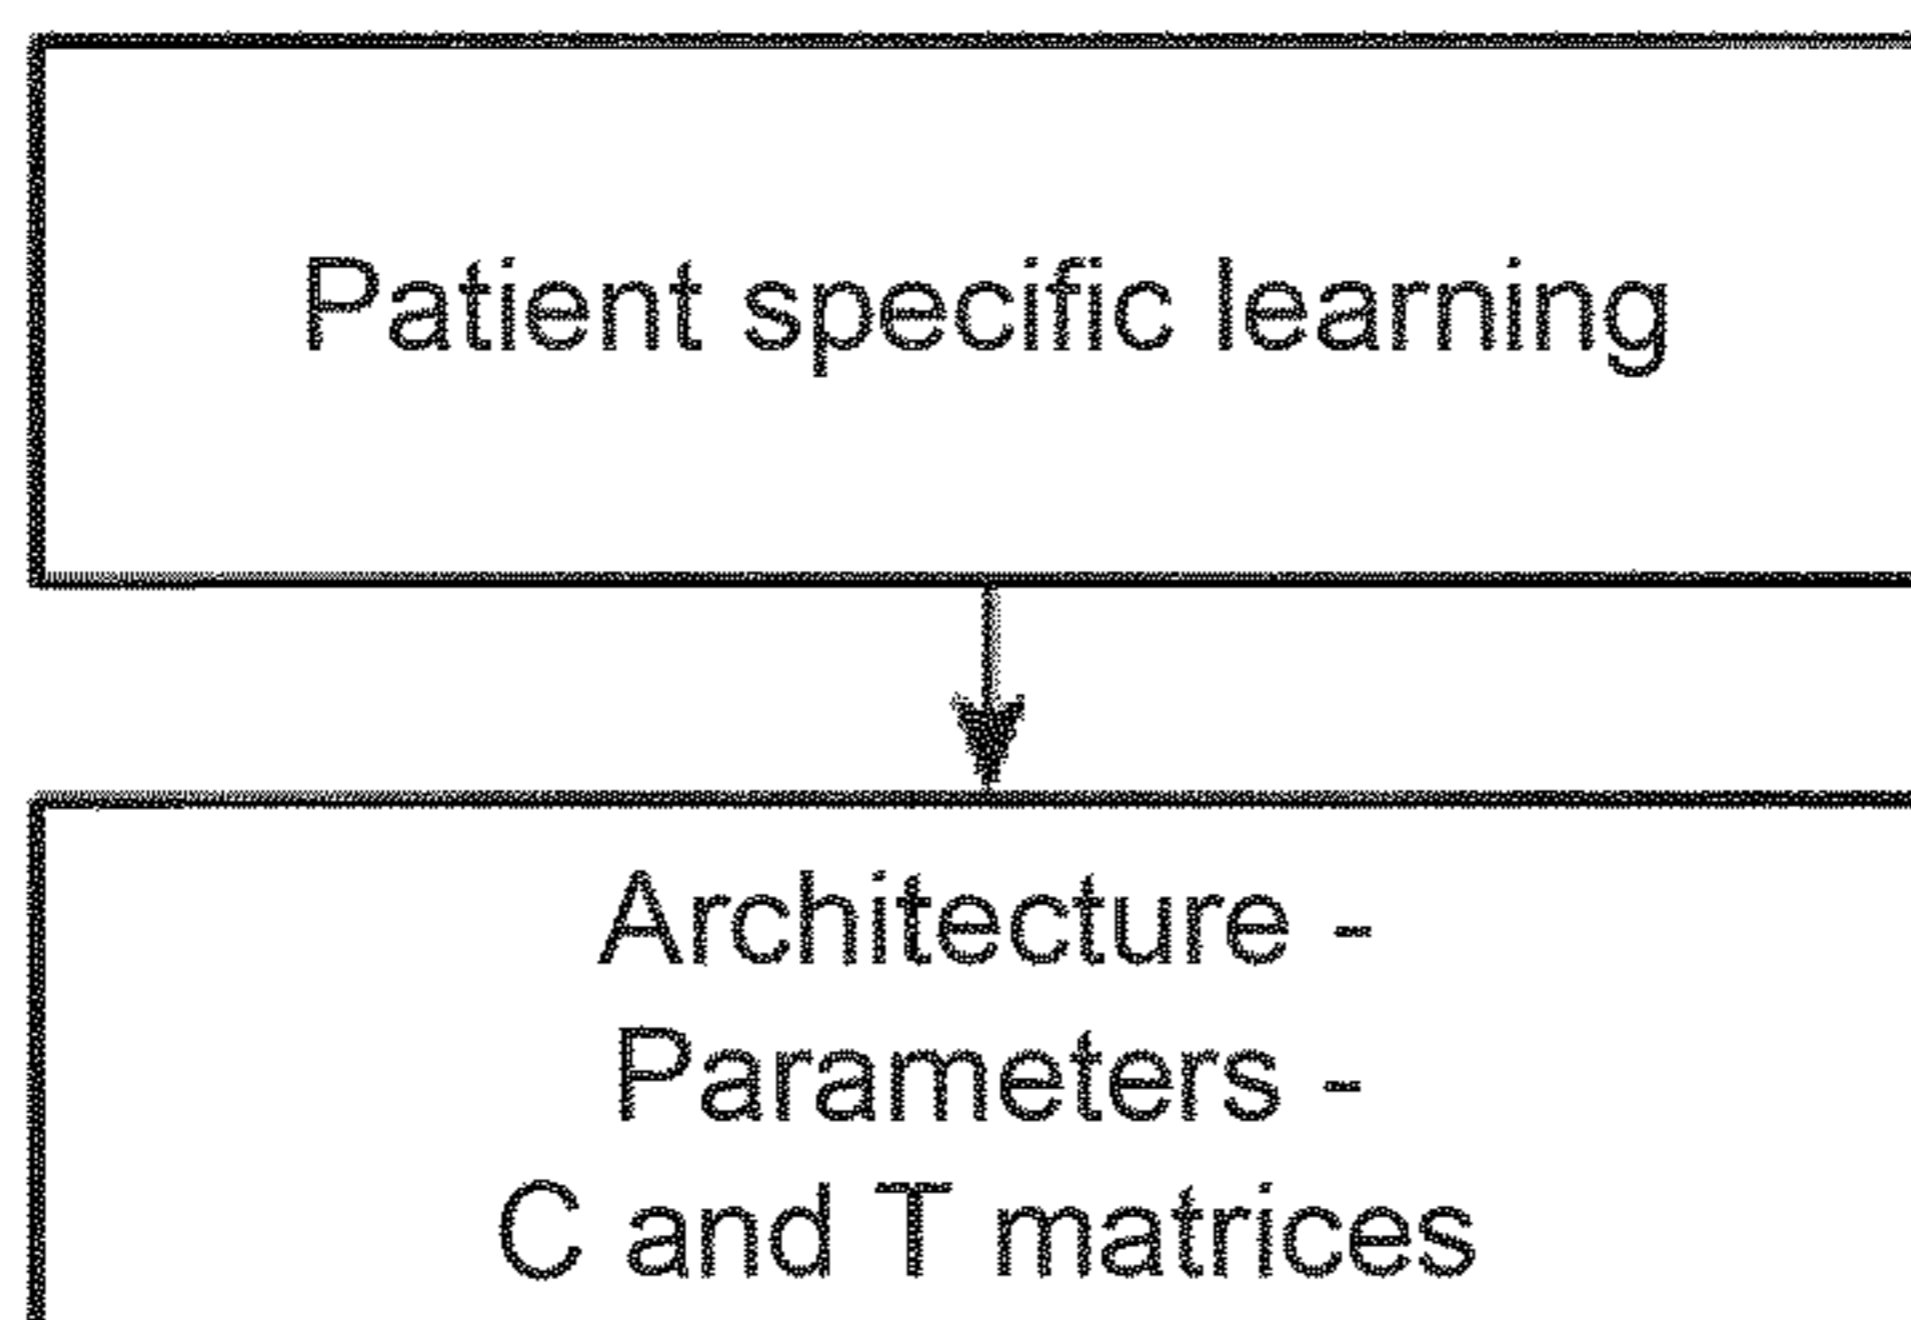 Patient specific learning
Architecture -
Parameters -
C and T matrices